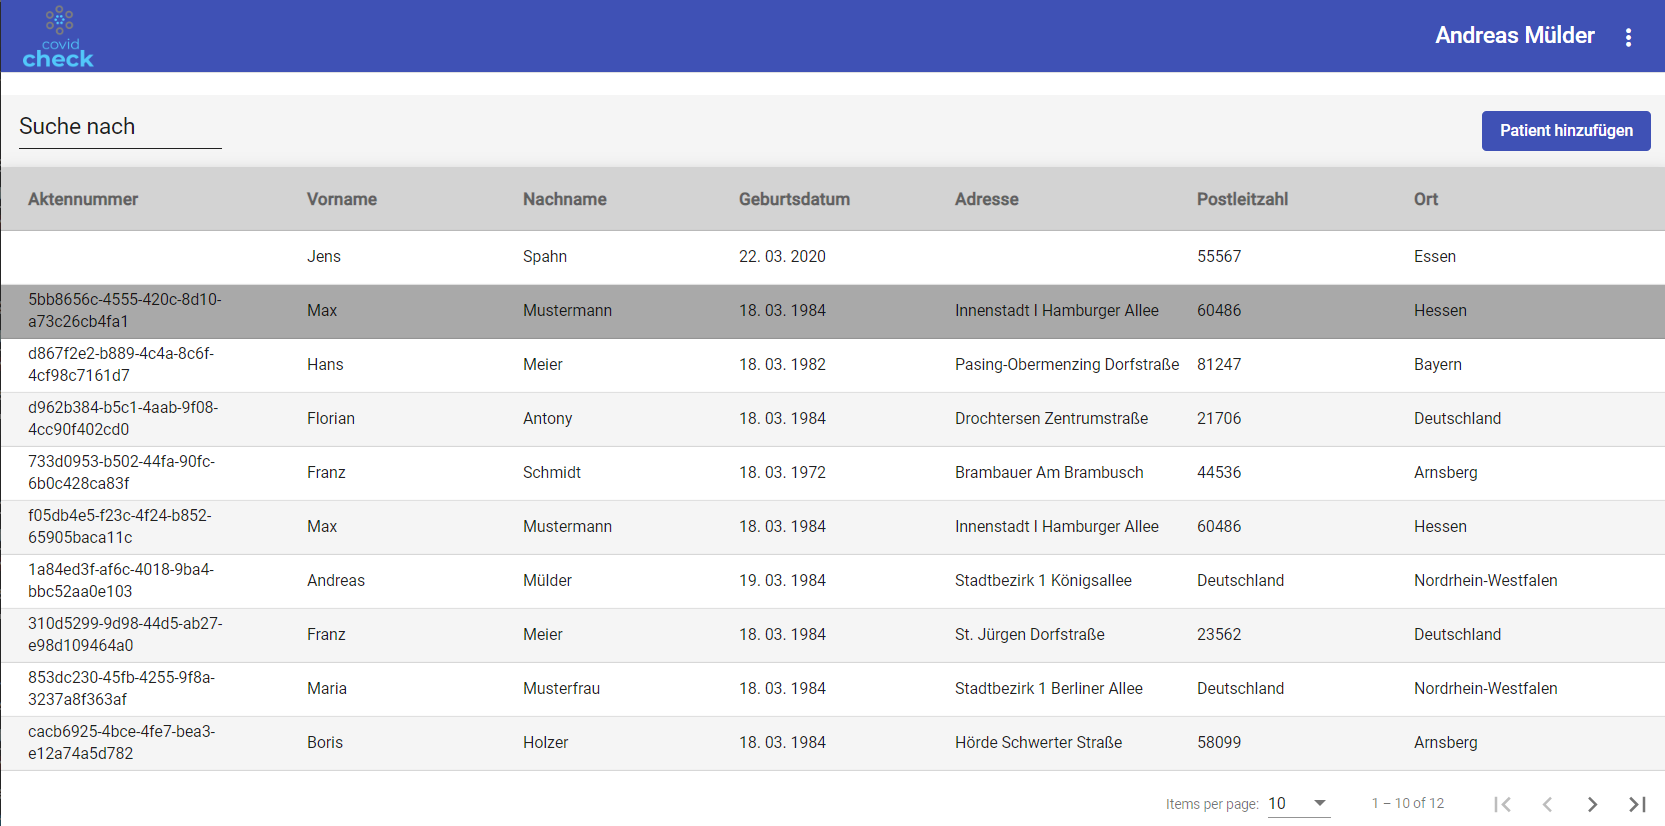 covid
check
Andreas Mülder
Suche nach
Patient hinzufügen
Aktennummer Vorname Nachname Geburtsdatum Adresse Postleitzahl Ort
Jens Spahn 22. 03. 2020 55567 Essen
5bb8656c-4555-420c-8d10-
a73c26cb4fa1
Max Mustermann 18. 03. 1984 Innenstadt I Hamburger Allee 60486 Hessen
d867f2e2-b889-4c4a-8c6f-
4cf98c7161d7
Hans Meier 18. 03. 1982 Pasing-Obermenzing Dorfstraße 81247 Bayern
d962b384-b5c1-4aab-9f08-
4cc90f402cd0
Florian Antony 18. 03. 1984 Drochtersen Zentrumstraße 21706 Deutschland
733d0953-b502-44fa-90fc-
6b0c428ca83f
Franz Schmidt 18. 03. 1972 Brambauer Am Brambusch 44536 Arnsberg
f05db4e5-f23c-4f24-b852-
65905baca11c
Max Mustermann 18. 03. 1984 Innenstadt I Hamburger Allee 60486 Hessen
1a84ed3f-af6c-4018-9ba4-
bbc52aa0e103
Andreas Mülder 19. 03. 1984 Stadtbezirk 1 Königsallee Deutschland Nordrhein-Westfalen
310d5299-9d98-44d5-ab27-
e98d109464a0
Franz Meier 18. 03. 1984 St. Jürgen Dorfstraße 23562 Deutschland
853dc230-45fb-4255-9f8a-
3237a8f363af
Maria Musterfrau 18. 03. 1984 Stadtbezirk 1 Berliner Allee Deutschland Nordrhein-Westfalen
cacb6925-4bce-4fe7-bea3-
e12a74a5d782
Boris Holzer 18. 03. 1984 Hörde Schwerter Straße 58099 Arnsberg
Items per page: 10 1 – 10 of 12